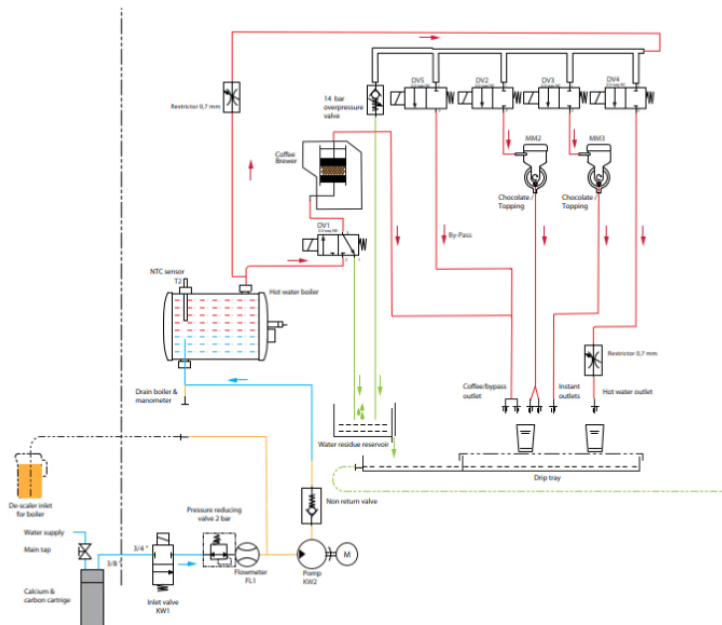 Restrictor 0,7 mm
14 bar
overpressure
valve
DV5
DV2
DV3
DV4
MM2
MM3
Coffee
Brewer
Chocolate /
Topping
Chocolate /
Topping
DV1
By-Pass
NTC sensor
T2
Hot water boiler
Restrictor 0,7 mm
Drain boiler &
manometer
Coffee/bypass
outlet
Instant
outlets
Hot water outlet
Water residue reservoir
Drip tray
De-scaler inlet
for boiler
Non return valve
Pressure reducing
valve 2 bar
Water supply
Main tap
3/4 "
3/8 "
Flowmeter
FL1
Pomp
KW2
M
Calcium &
carbon cartrige
Inlet valve
KW1